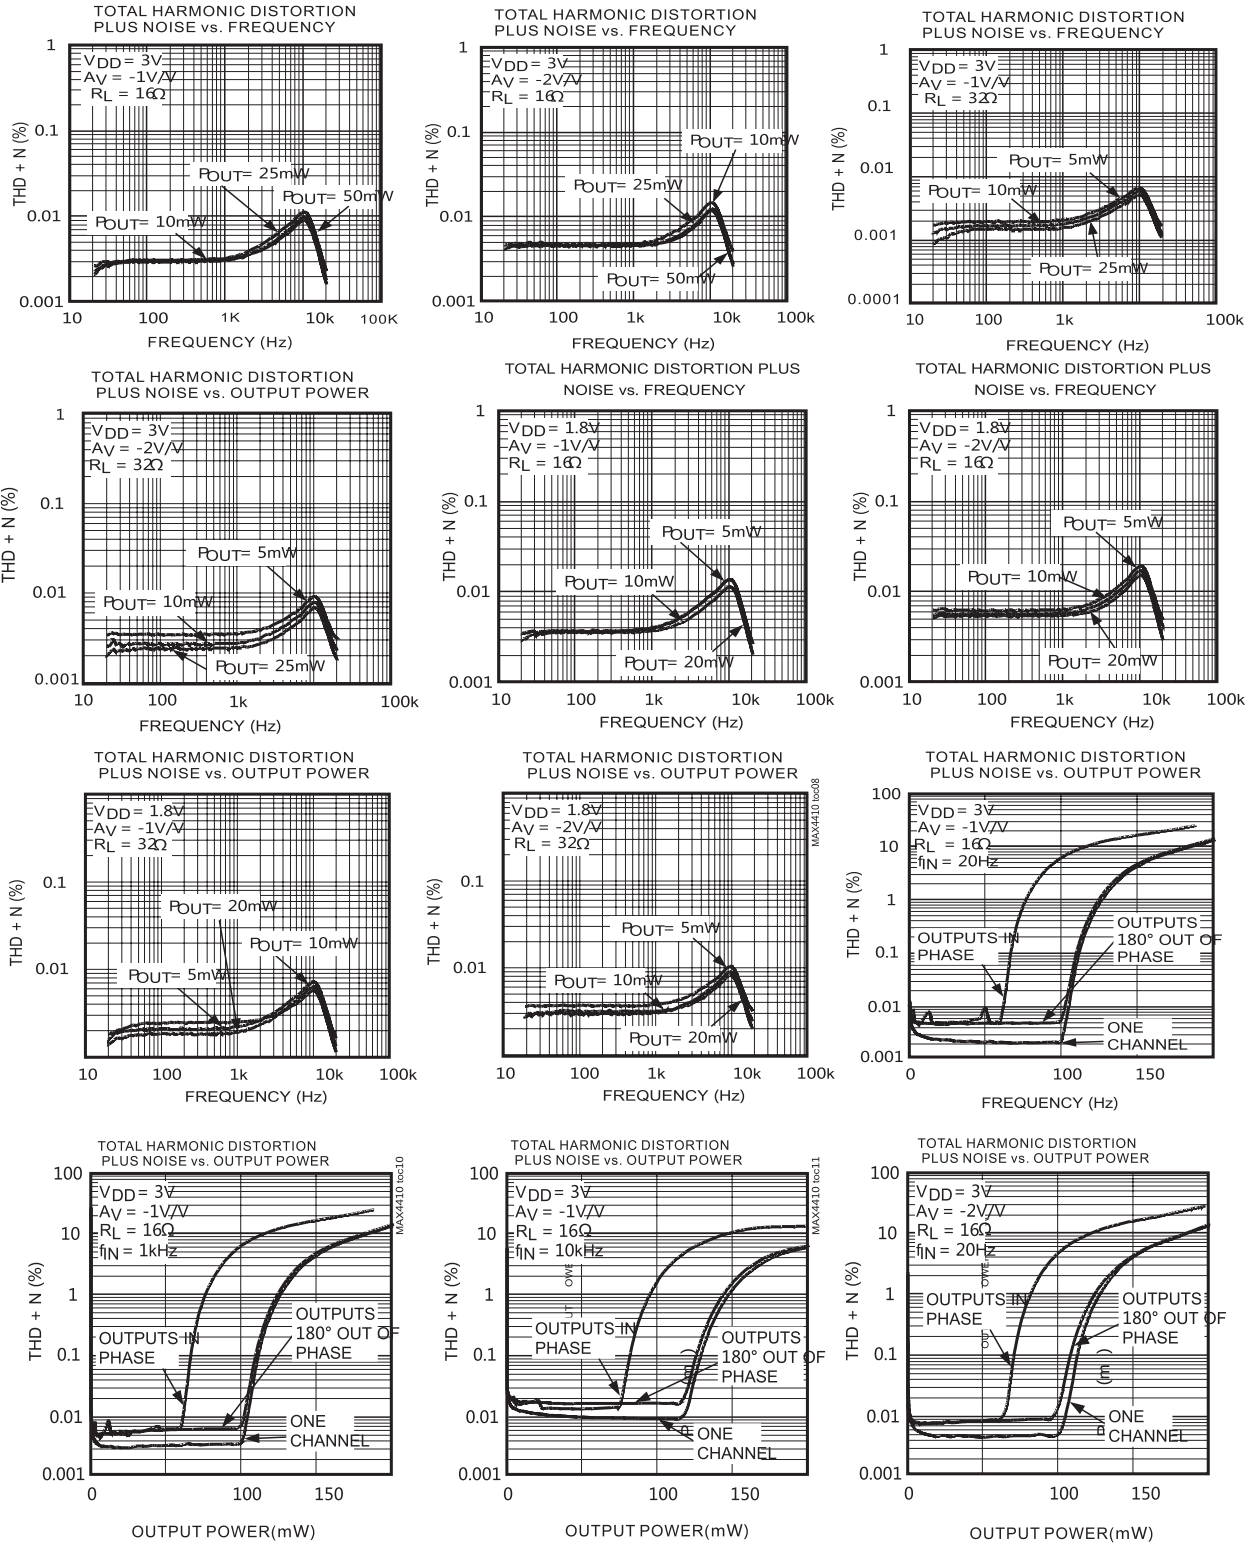 TOTAL HARMONIC DISTORTION
PLUS NOISE vs. FREQUENCY
VDD = 3V
AV = -1V/V
RL = 16Ω
THD + N (%)
1
0.1
0.01
0.001
POUT = 25mW
POUT = 50mW
POUT = 10mW
10
100
1k
10k
100K
FREQUENCY (Hz)
TOTAL HARMONIC DISTORTION
PLUS NOISE vs. FREQUENCY
VDD = 3V
AV = -2V/V
RL = 16Ω
THD + N (%)
1
0.1
0.01
0.001
POUT = 10mW
POUT = 25mW
POUT = 50mW
10
100
1k
10k
100k
FREQUENCY (Hz)
TOTAL HARMONIC DISTORTION
PLUS NOISE vs. FREQUENCY
VDD = 3V
AV = -1V/V
RL = 32Ω
THD + N (%)
1
0.1
0.01
0.001
0.0001
POUT = 5mW
POUT = 10mW
POUT = 25mW
10
100
1k
10k
100k
FREQUENCY (Hz)
TOTAL HARMONIC DISTORTION
PLUS NOISE vs. OUTPUT POWER
VDD = 3V
AV = -2V/V
RL = 32Ω
THD + N (%)
1
0.1
0.01
0.001
POUT = 5mW
POUT = 10mW
POUT = 25mW
10
100
1k
10k
100k
FREQUENCY (Hz)
TOTAL HARMONIC DISTORTION PLUS
NOISE vs. FREQUENCY
VDD = 1.8V
AV = -1V/V
RL = 16Ω
THD + N (%)
1
0.1
0.01
0.001
POUT = 5mW
POUT = 10mW
POUT = 20mW
10
100
1k
10k
100k
FREQUENCY (Hz)
TOTAL HARMONIC DISTORTION PLUS
NOISE vs. FREQUENCY
VDD = 1.8V
AV = -2V/V
RL = 16Ω
THD + N (%)
1
0.1
0.01
0.001
POUT = 5mW
POUT = 10mW
POUT = 20mW
10
100
1k
10k
100k
FREQUENCY (Hz)
TOTAL HARMONIC DISTORTION
PLUS NOISE vs. OUTPUT POWER
VDD = 1.8V
AV = -1V/V
RL = 32Ω
THD + N (%)
0.1
0.01
POUT = 20mW
POUT = 10mW
POUT = 5mW
10
100
1k
10k
100k
FREQUENCY (Hz)
TOTAL HARMONIC DISTORTION
PLUS NOISE vs. OUTPUT POWER
MAX4410 toc08
VDD = 1.8V
AV = -2V/V
RL = 32Ω
THD + N (%)
0.1
0.01
POUT = 5mW
POUT = 10mW
POUT = 20mW
10
100
1k
10k
100k
FREQUENCY (Hz)
TOTAL HARMONIC DISTORTION
PLUS NOISE vs. OUTPUT POWER
VDD = 3V
AV = -1V/V
RL = 16Ω
fIN = 20Hz
THD + N (%)
100
10
1
0.1
0.01
0.001
OUTPUTS IN
PHASE
OUTPUTS
180° OUT OF
PHASE
ONE
CHANNEL
0
100
150
FREQUENCY (Hz)
TOTAL HARMONIC DISTORTION
PLUS NOISE vs. OUTPUT POWER
MAX4410 toc10
VDD = 3V
AV = -1V/V
RL = 16Ω
fIN = 1kHz
THD + N (%)
100
10
1
0.1
0.01
0.001
OUTPUTS IN
PHASE
OUTPUTS
180° OUT OF
PHASE
ONE
CHANNEL
0
100
150
OUTPUT POWER(mW)
TOTAL HARMONIC DISTORTION
PLUS NOISE vs. OUTPUT POWER
MAX4410 toc11
VDD = 3V
AV = -1V/V
RL = 16Ω
fIN = 10kHz
THD + N (%)
100
10
1
0.1
0.01
0.001
OUTPUTS IN
PHASE
OUTPUTS
180° OUT OF
PHASE
ONE
CHANNEL
0
100
150
OUTPUT POWER(mW)
TOTAL HARMONIC DISTORTION
PLUS NOISE vs. OUTPUT POWER
VDD = 3V
AV = -2V/V
RL = 16Ω
fIN = 20Hz
THD + N (%)
100
10
1
0.1
0.01
0.001
OUTPUTS IN
PHASE
OUTPUTS
180° OUT OF
PHASE
ONE
CHANNEL
0
100
150
OUTPUT POWER(mW)